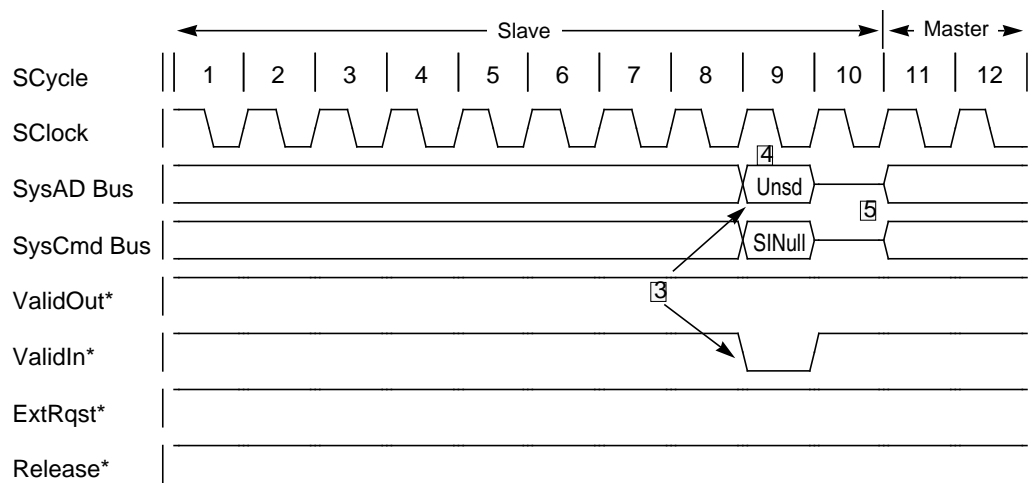 Slave Master
SCycle 1 2 3 4 5 6 7 8 9 10 11 12
SClock
4
SysAD Bus Unsd
5
SysCmd Bus SINull
ValidOut*
3
ValidIn*
ExtRqst*
Release*